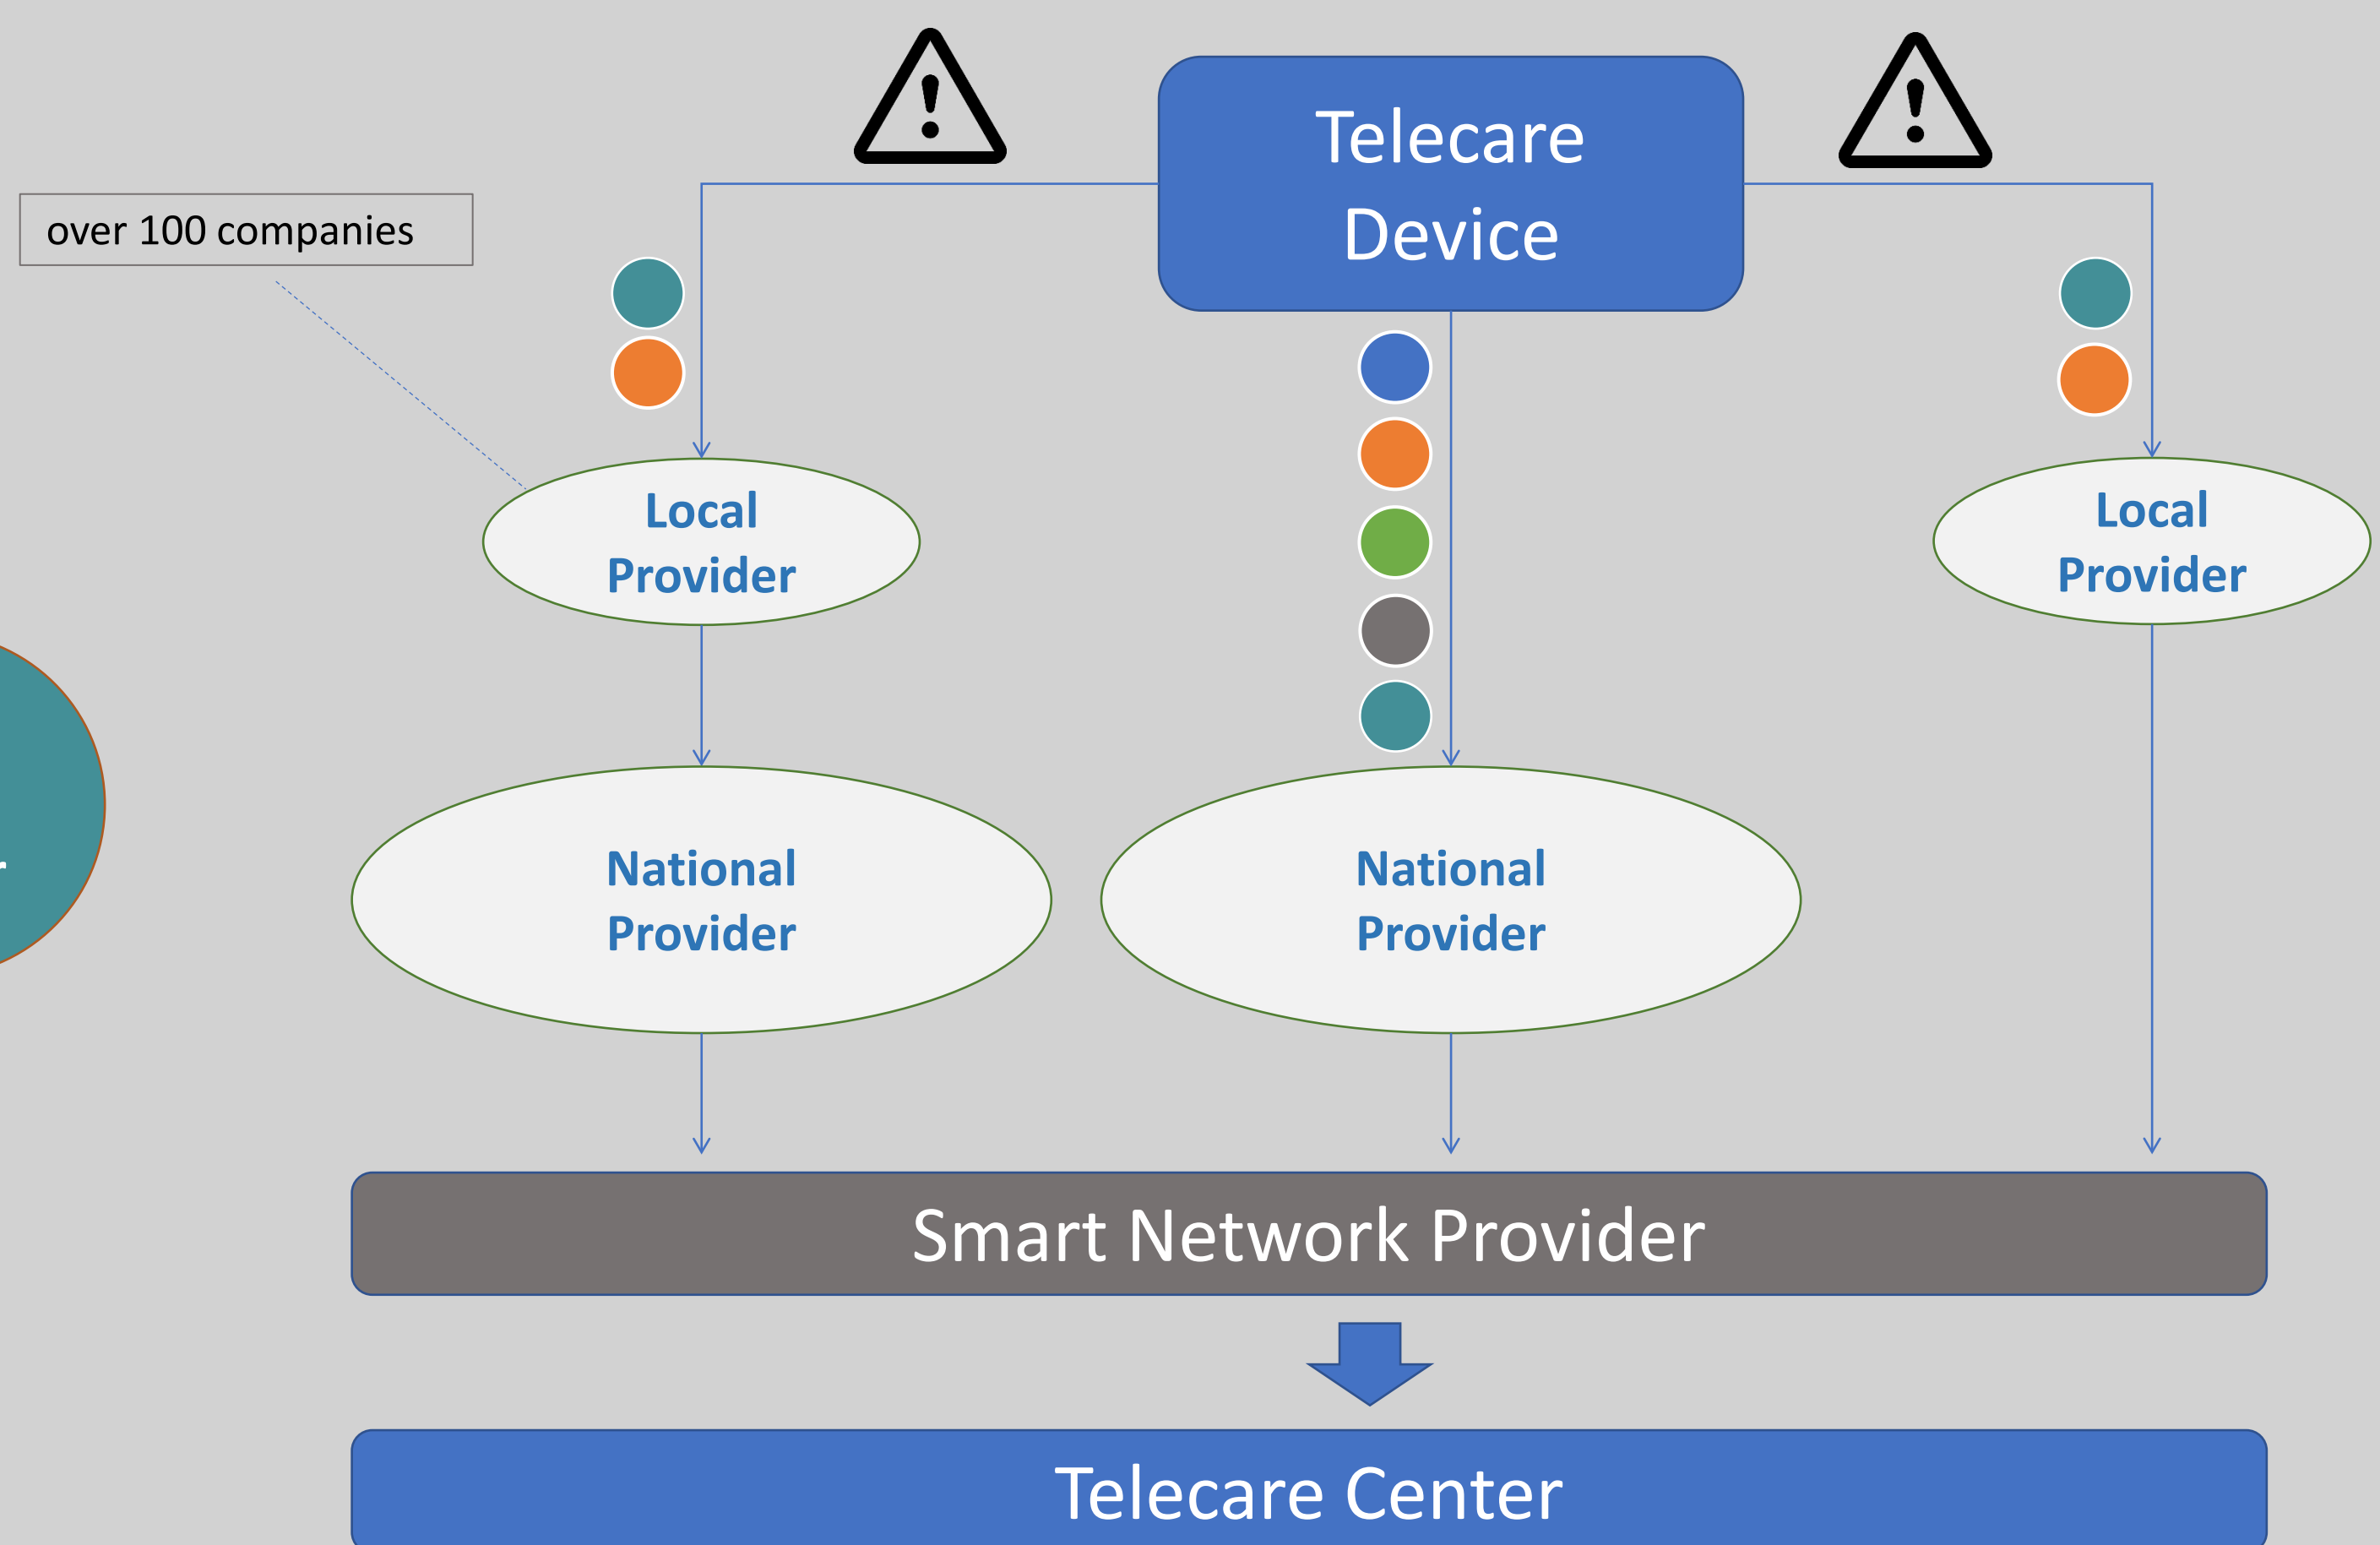 Telecare
Device
over 100 companies
Local
Provider
Local
Provider
National
Provider
National
Provider
Smart Network Provider
Telecare Center